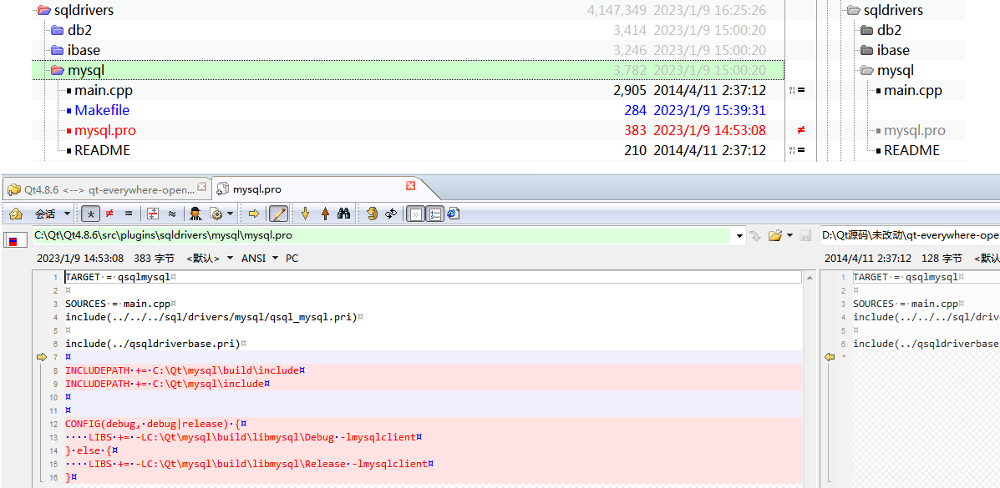 sqldrivers 4,147,349 2023/1/9 16:25:26 sqldrivers
db2 3,414 2023/1/9 15:00:20 db2
ibase 3,246 2023/1/9 15:00:20 ibase
mysql 3,782 2023/1/9 15:00:20 mysql
main.cpp 2,905 2014/4/11 2:37:12 = main.cpp
Makefile 284 2023/1/9 15:39:31
mysql.pro 383 2023/1/9 14:53:08 ≠ mysql.pro
README 210 2014/4/11 2:37:12 = README
Qt4.8.6 <--> qt-everywhere-open... mysql.pro
会话
C:\Qt\Qt4.8.6\src\plugins\sqldrivers\mysql\mysql.pro D:\Qt源码\未改动\qt-everywhere-ope
2023/1/9 14:53:08 383 字节 <默认> ANSI PC 2014/4/11 2:37:12 128 字节 <默认
1 TARGET = qsqlmysql 1 TARGET = qsqlmysql
2 2
3 SOURCES = main.cpp 3 SOURCES = main.cpp
4 include(../../../sql/drivers/mysql/qsql_mysql.pri) 4 include(../../../sql/driv
5 5
6 include(../qsqldriverbase.pri) 6 include(../qsqldriverbase
7
8 INCLUDEPATH += C:\Qt\mysql\build\include
9 INCLUDEPATH += C:\Qt\mysql\include
10
11
12 CONFIG(debug, debug|release) {
13 LIBS += -LC:\Qt\mysql\build\libmysql\Debug -lmysqlclient
14 } else {
15 LIBS += -LC:\Qt\mysql\build\libmysql\Release -lmysqlclient
16 }